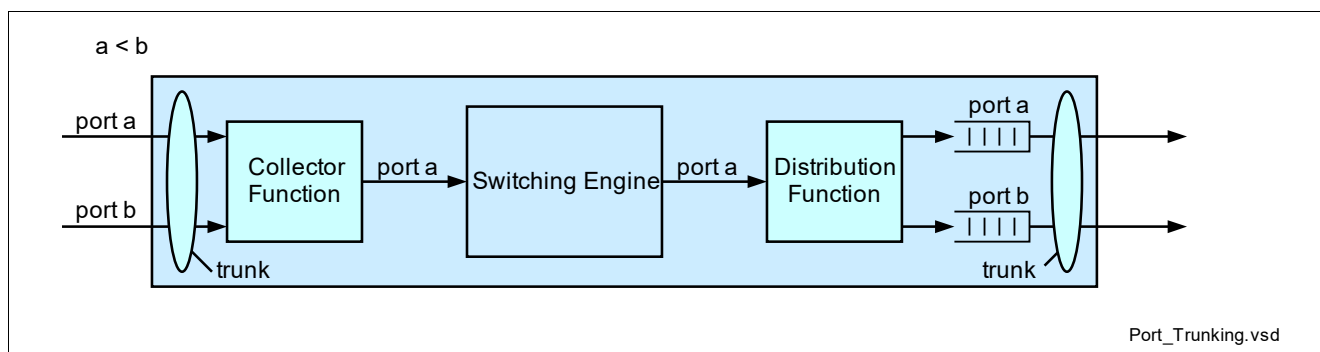 a < b
port a
port a
port a
Collector
Function
Switching Engine
port a
Distribution
Function
port b
port b
trunk
trunk
Port_Trunking.vsd